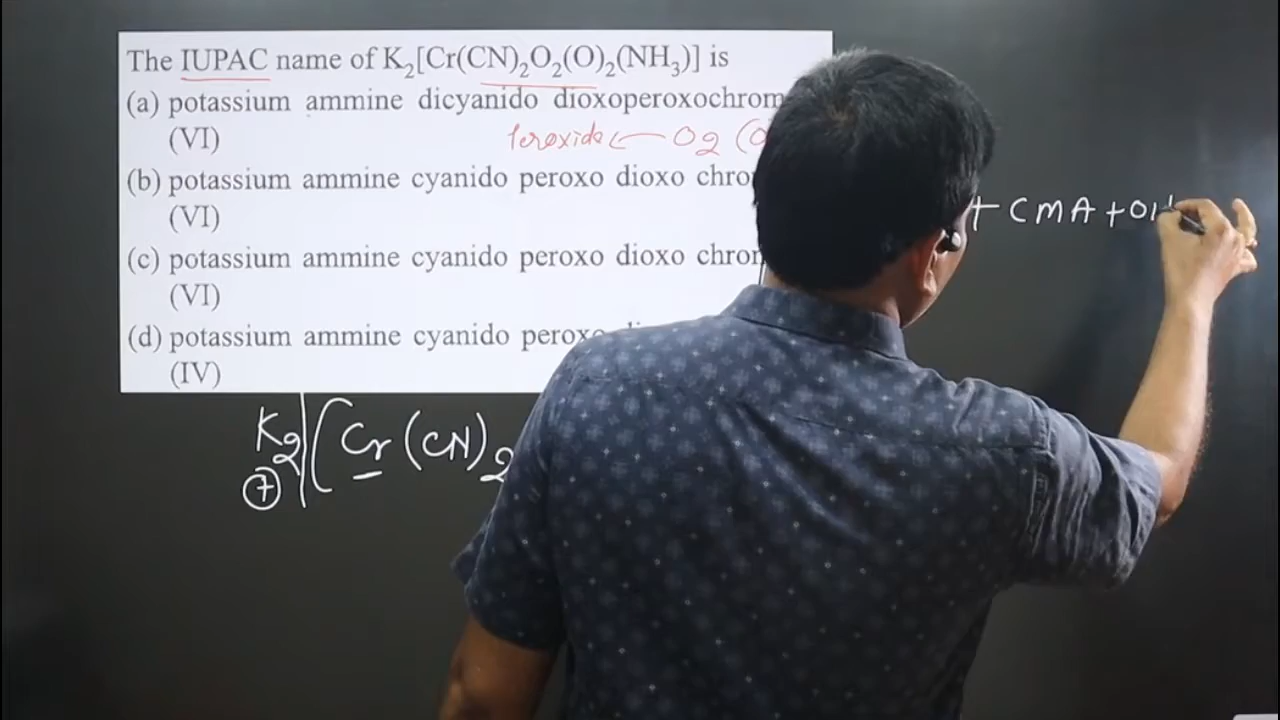 The IUPAC name of K₂[Cr(CN)₂O₂(O)₂(NH₃)] is
(a) potassium ammine dicyanido dioxoperoxochrom
(VI)
Peroxide ← O₂ (O
(b) potassium ammine cyanido peroxo dioxo chro
(VI)
+ CMA +
(c) potassium ammine cyanido peroxo dioxo chron
(VI)
(d) potassium ammine cyanido peroxo
(IV)
K₂ [Cr (CN)₂
+